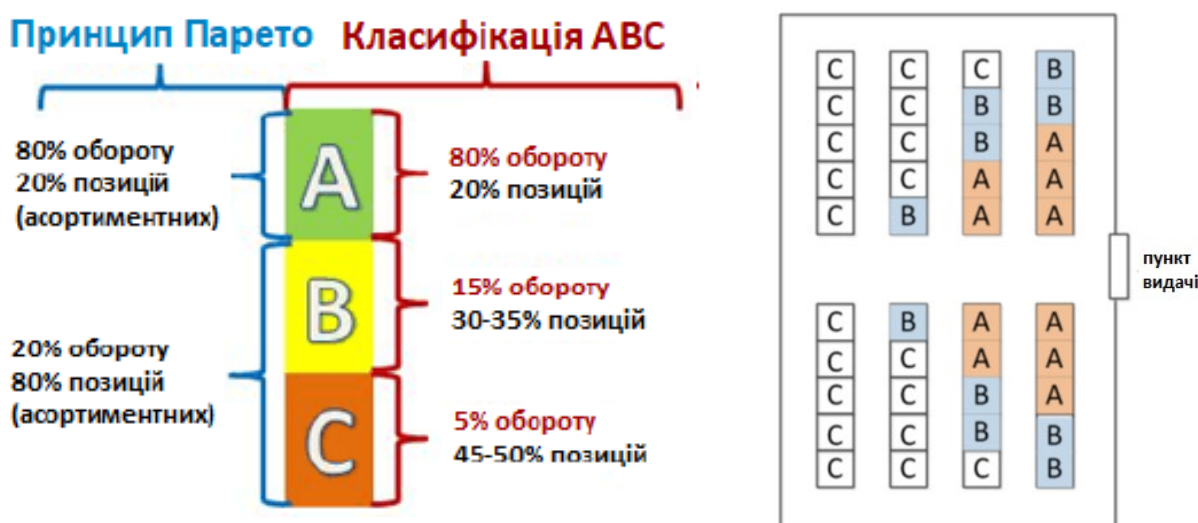 Принцип Парето
80% обороту
20% позицій
(асортиментних)
20% обороту
80% позицій
(асортиментних)
A
B
C
Класифікація ABC
80% обороту
20% позицій
15% обороту
30-35% позицій
5% обороту
45-50% позицій
C C C B
C C B B
C C B A
C C A A
C B A A
пункт
видачі
C B A A
C C A A
C C B A
C C B B
C C C B